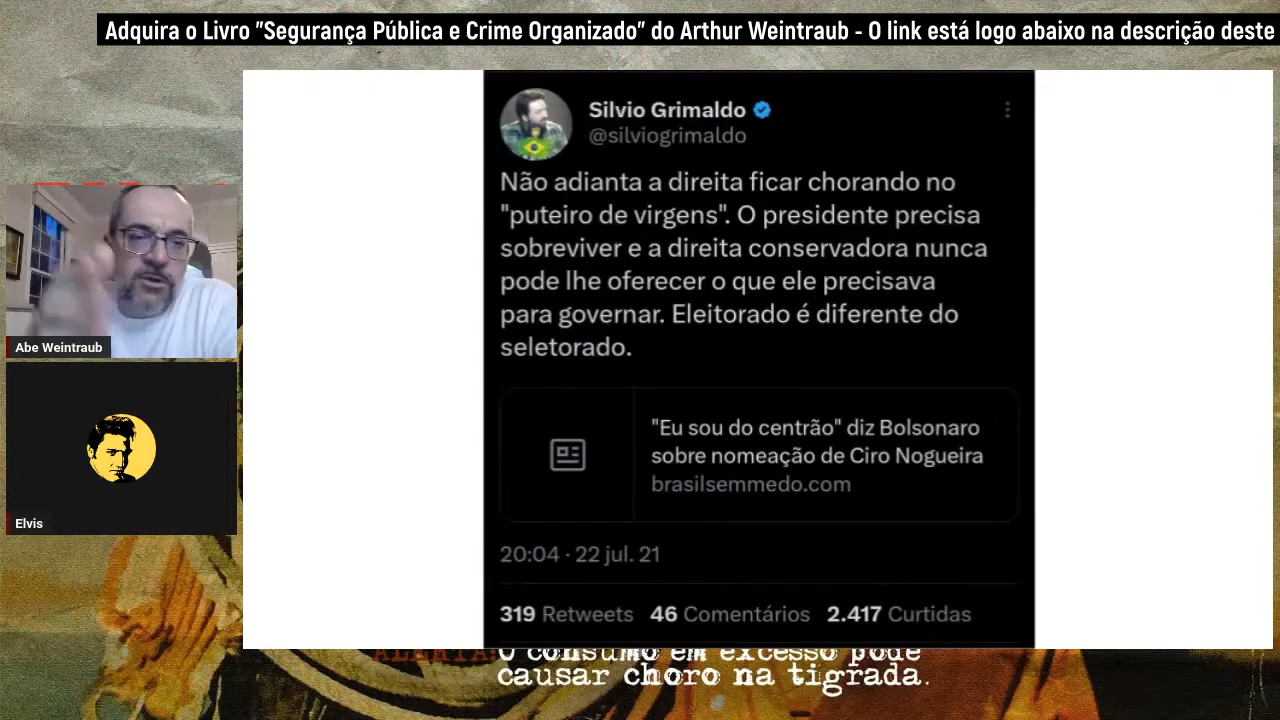 Adquira o Livro "Segurança Pública e Crime Organizado" do Arthur Weintraub - O link está logo abaixo na descrição deste
Silvio Grimaldo
@silviogrimaldo
Não adianta a direita ficar chorando no
"puteiro de virgens". O presidente precisa
sobreviver e a direita conservadora nunca
pode lhe oferecer o que ele precisava
para governar. Eleitorado é diferente do
seletorado.
"Eu sou do centrão" diz Bolsonaro
sobre nomeação de Ciro Nogueira
brasilsemmedo.com
20:04 · 22 jul. 21
319 Retweets 46 Comentários 2.417 Curtidas
Abe Weintraub
Elvis
ALERTA: O consumo em excesso pode
causar choro na tigrada.